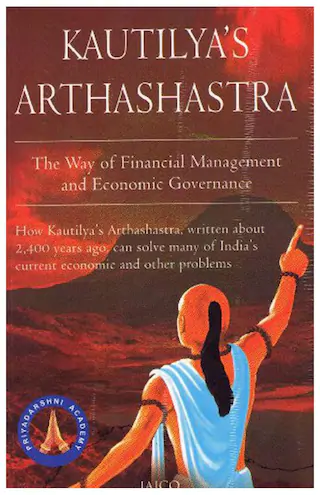 KAUTILYA'S
ARTHASHASTRA
The Way of Financial Management
and Economic Governance
How Kautilya's Arthashastra, written about
2,400 years ago, can solve many of India's
current economic and other problems
PRIYADARSHNI ACADEMY
JAICO